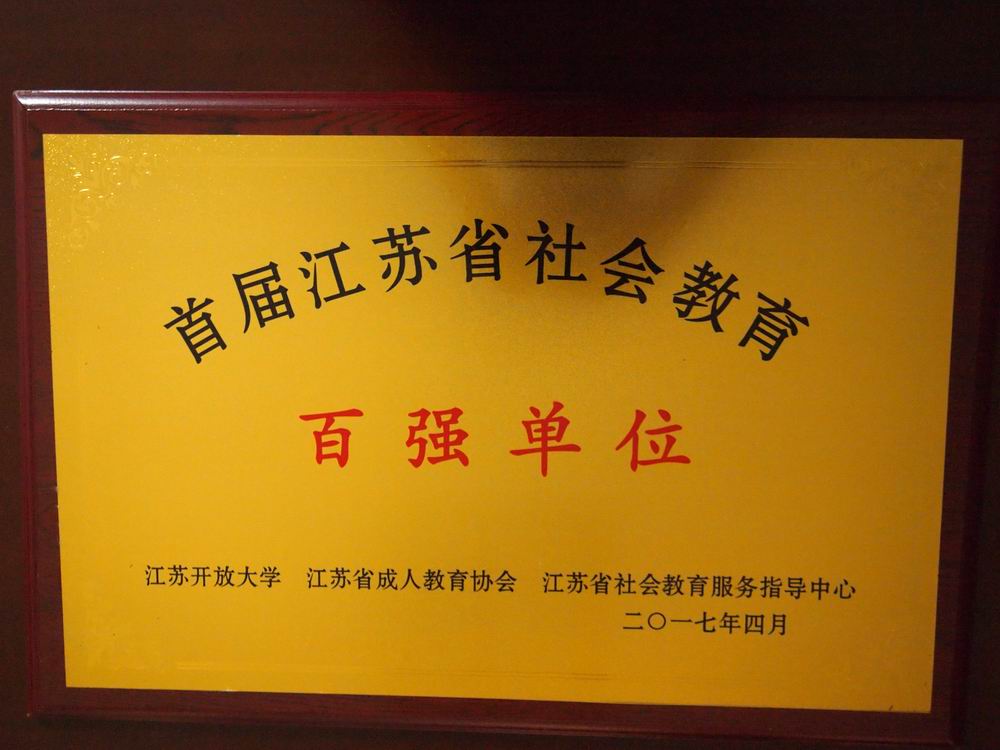 首届江苏省社会教育
百强单位
江苏开放大学 江苏省成人教育协会 江苏省社会教育服务指导中心
二〇一七年四月